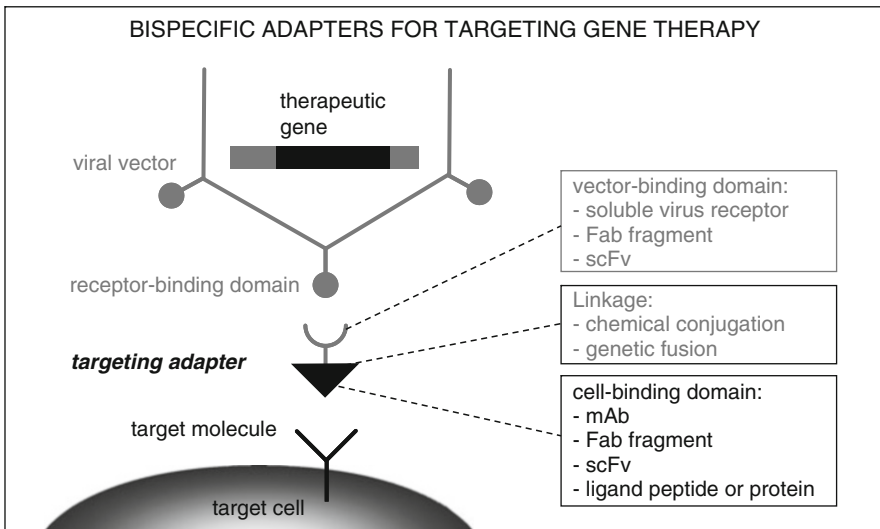 BISPECIFIC ADAPTERS FOR TARGETING GENE THERAPY
therapeutic
gene
viral vector
receptor-binding domain
targeting adapter
target molecule
target cell
vector-binding domain:
- soluble virus receptor
- Fab fragment
- scFv
Linkage:
- chemical conjugation
- genetic fusion
cell-binding domain:
- mAb
- Fab fragment
- scFv
- ligand peptide or protein